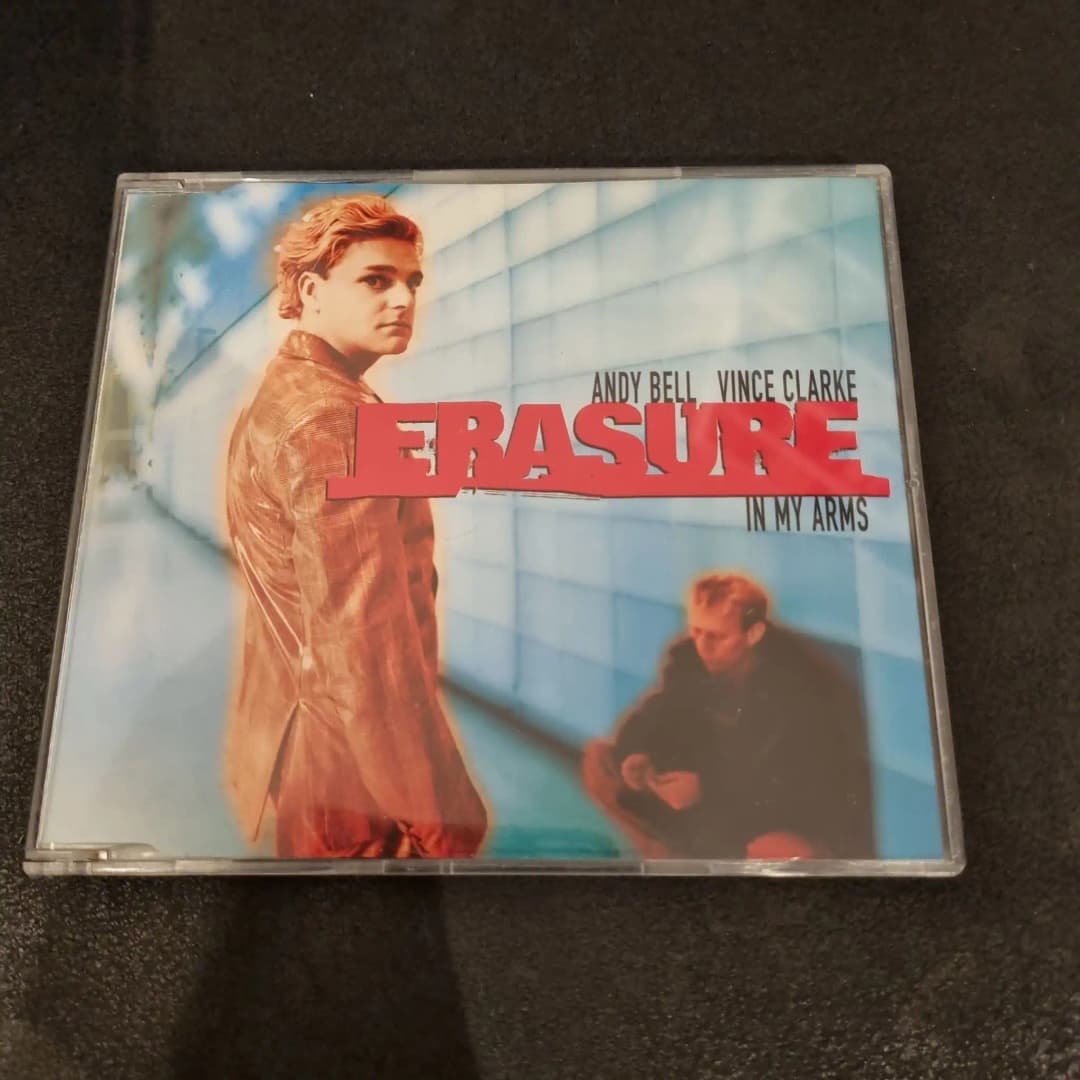 ANDY BELL VINCE CLARKE
ERASURE
IN MY ARMS